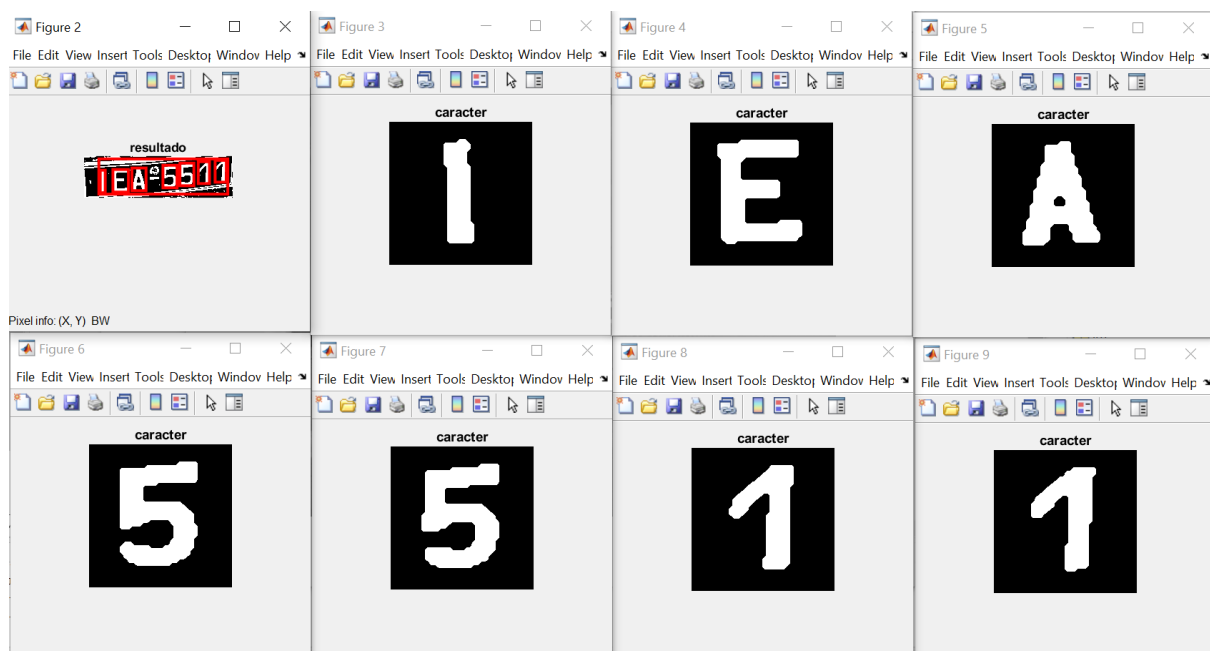 Figure 2
File Edit View Insert Tools Desktop Window Help
resultado
IEA°5511
Pixel info: (X, Y) BW
Figure 3
File Edit View Insert Tools Desktop Window Help
caracter
I
Figure 4
File Edit View Insert Tools Desktop Window Help
caracter
E
Figure 5
File Edit View Insert Tools Desktop Window Help
caracter
A
Figure 6
File Edit View Insert Tools Desktop Window Help
caracter
5
Figure 7
File Edit View Insert Tools Desktop Window Help
caracter
5
Figure 8
File Edit View Insert Tools Desktop Window Help
caracter
1
Figure 9
File Edit View Insert Tools Desktop Window Help
caracter
1